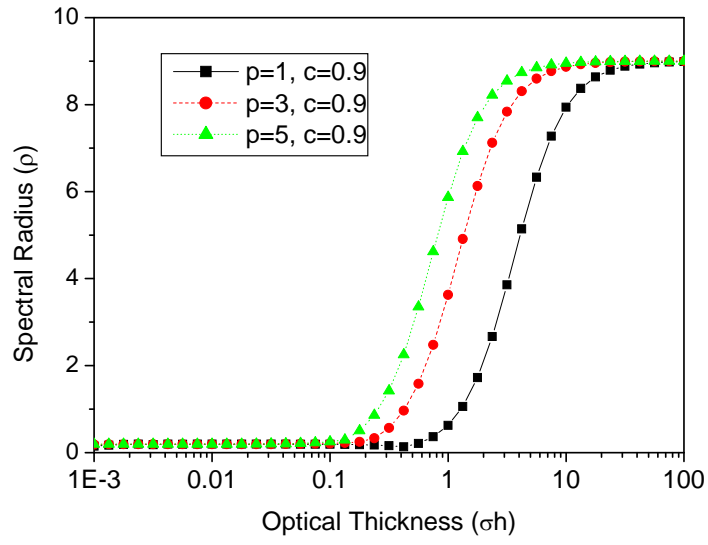 p=1, c=0.9
p=3, c=0.9
p=5, c=0.9
Spectral Radius (ρ)
10
8
6
4
2
0
1E-3 0.01 0.1 1 10 100
Optical Thickness (σh)